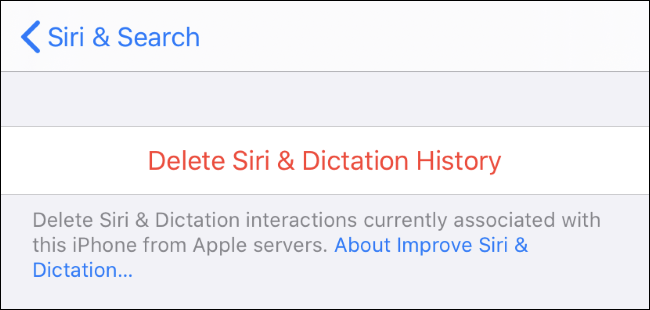 Siri & Search
Delete Siri & Dictation History
Delete Siri & Dictation interactions currently associated with
this iPhone from Apple servers. About Improve Siri &
Dictation...